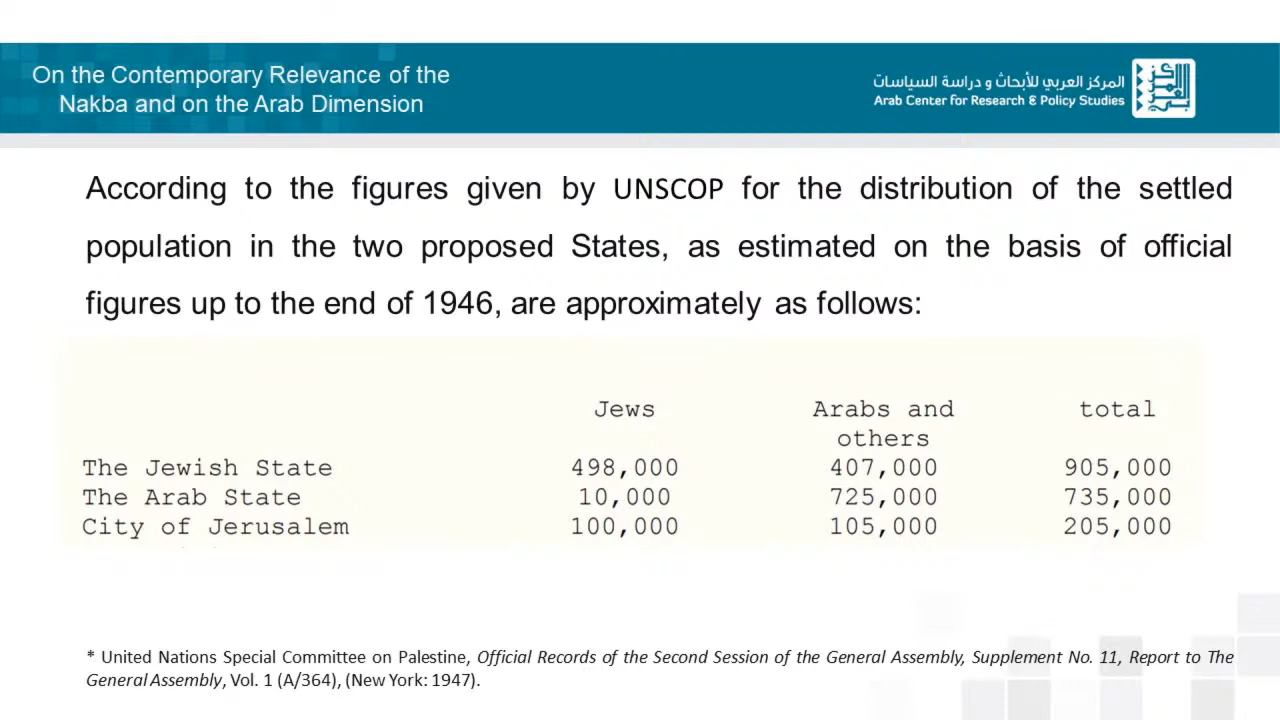 On the Contemporary Relevance of the
Nakba and on the Arab Dimension
المركز العربي للأبحاث و دراسة السياسات
Arab Center for Research & Policy Studies
According to the figures given by UNSCOP for the distribution of the settled
population in the two proposed States, as estimated on the basis of official
figures up to the end of 1946, are approximately as follows:
Jews Arabs and total
others
The Jewish State 498,000 407,000 905,000
The Arab State 10,000 725,000 735,000
City of Jerusalem 100,000 105,000 205,000
* United Nations Special Committee on Palestine, Official Records of the Second Session of the General Assembly, Supplement No. 11, Report to The
General Assembly, Vol. 1 (A/364), (New York: 1947).